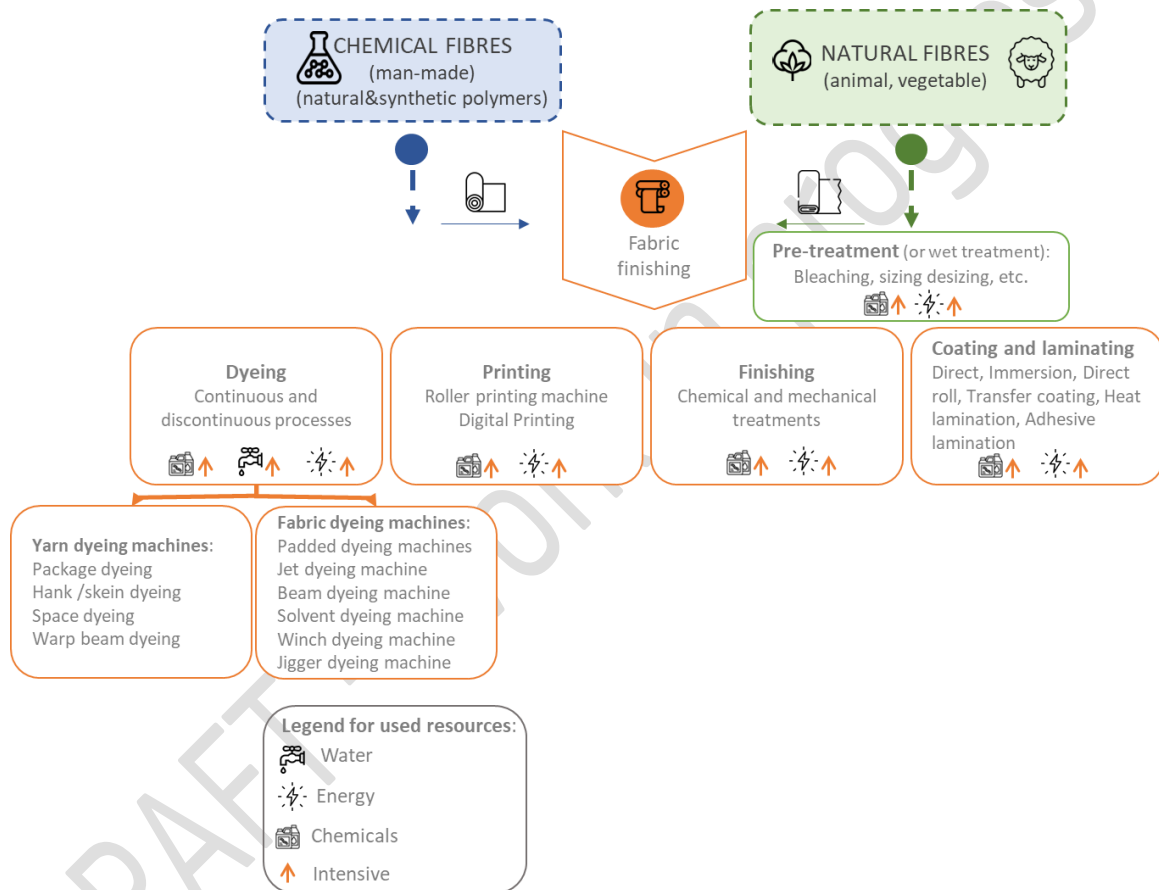 CHEMICAL FIBRES
(man-made)
(natural&synthetic polymers)
NATURAL FIBRES
(animal, vegetable)
Fabric
finishing
Pre-treatment (or wet treatment):
Bleaching, sizing desizing, etc.
Dyeing
Continuous and
discontinuous processes
Printing
Roller printing machine
Digital Printing
Finishing
Chemical and mechanical
treatments
Coating and laminating
Direct, Immersion, Direct
roll, Transfer coating, Heat
lamination, Adhesive
lamination
Yarn dyeing machines:
Package dyeing
Hank /skein dyeing
Space dyeing
Warp beam dyeing
Fabric dyeing machines:
Padded dyeing machines
Jet dyeing machine
Beam dyeing machine
Solvent dyeing machine
Winch dyeing machine
Jigger dyeing machine
Legend for used resources:
Water
Energy
Chemicals
Intensive